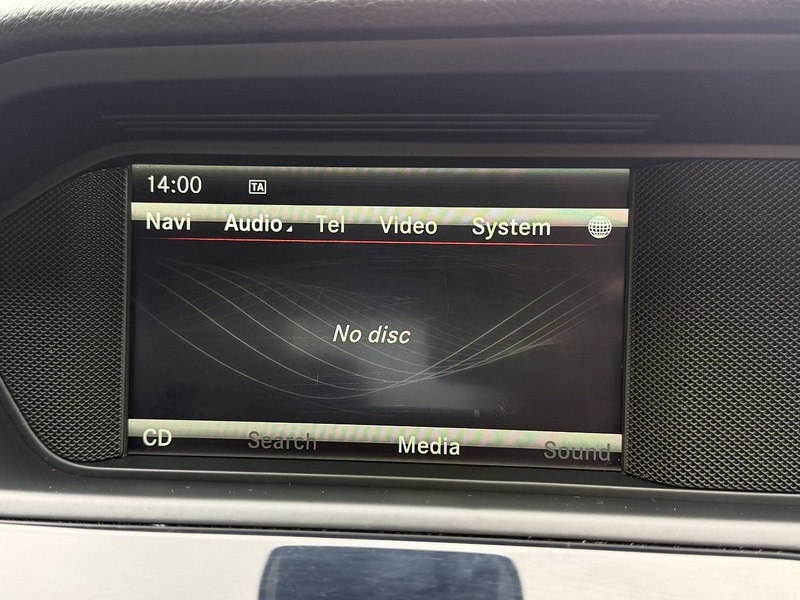 14:00 TA
Navi Audio Tel Video System
No disc
CD Search Media Sound